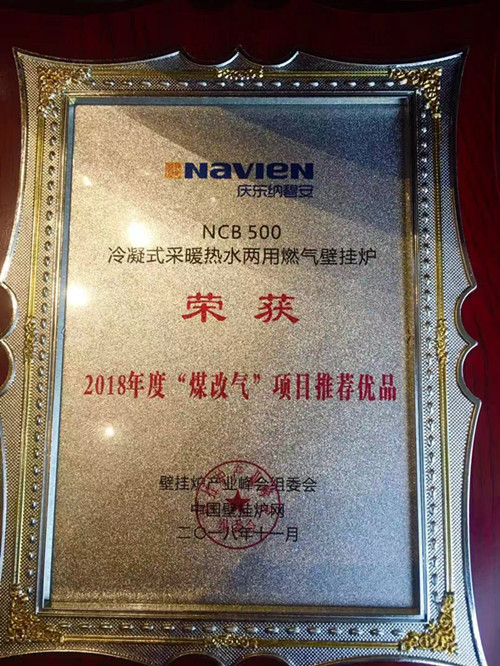 NAVIEN
庆乐纳碧安
NCB 500
冷凝式采暖热水两用燃气壁挂炉
荣获
2018年度“煤改气”项目推荐优品
壁挂炉产业峰会组委会
中国壁挂炉网
二〇一八年十一月